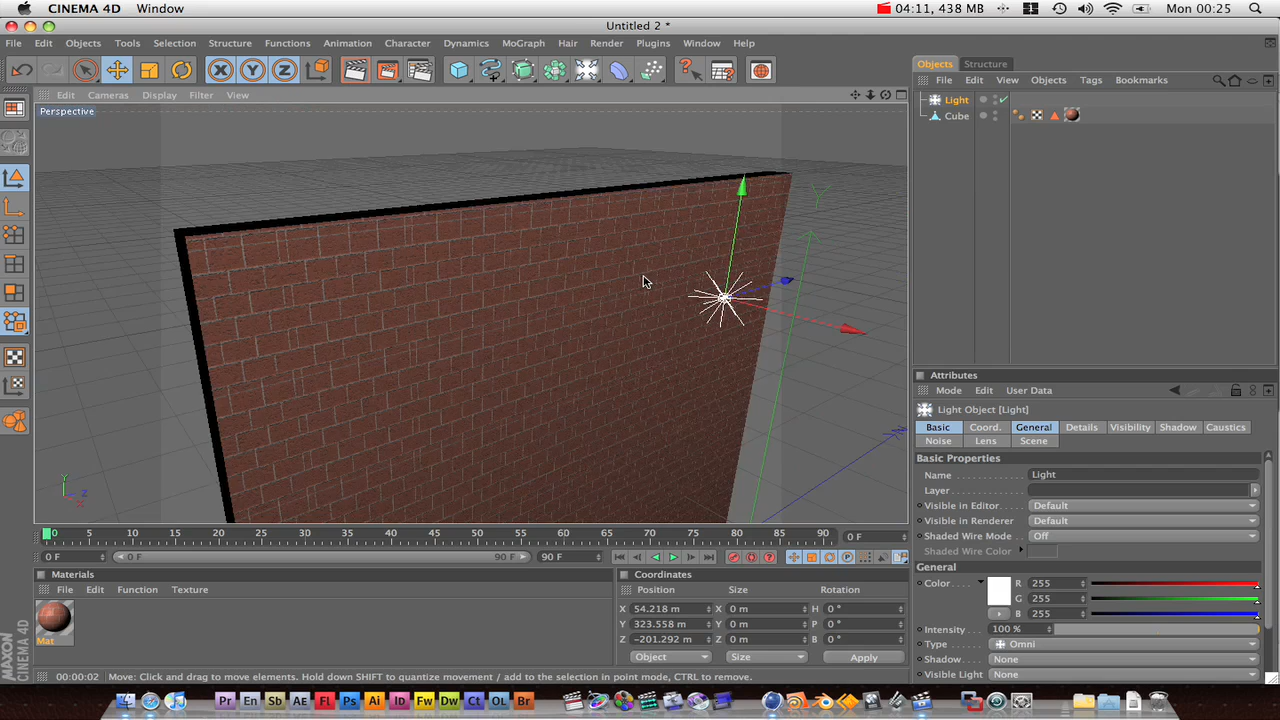 CINEMA 4D Window 04:11, 438 MB Mon 00:25
Untitled 2 *
File Edit Objects Tools Selection Structure Functions Animation Character Dynamics MoGraph Hair Render Plugins Window Help
Objects Structure
File Edit View Objects Tags Bookmarks
Edit Cameras Display Filter View
Light
Perspective
Cube
Y
Attributes
Mode Edit User Data
Light Object [Light]
Basic Coord. General Details Visibility Shadow Caustics
Noise Lens Scene
Basic Properties
Name Light
Layer
Visible in Editor Default
Visible in Renderer Default
Shaded Wire Mode Off
Shaded Wire Color
General
Color R 255
G 255
B 255
Intensity 100 %
Type Omni
Shadow None
Visible Light None
Y
Z
X
0 5 10 15 20 25 30 35 40 45 50 55 60 65 70 75 80 85 90 0 F
0 F 0 F 90 F 90 F
Materials
File Edit Function Texture
Mat
Coordinates
Position Size Rotation
X 54.218 m X 0 m H 0 °
Y 323.558 m Y 0 m P 0 °
Z -201.292 m Z 0 m B 0 °
Object Size Apply
MAXON
CINEMA 4D
00:00:02 Move: Click and drag to move elements. Hold down SHIFT to quantize movement / add to the selection in point mode, CTRL to remove.
Pr En Sb AE Fl Ps Ai Id Fw Dw Ct OL Br